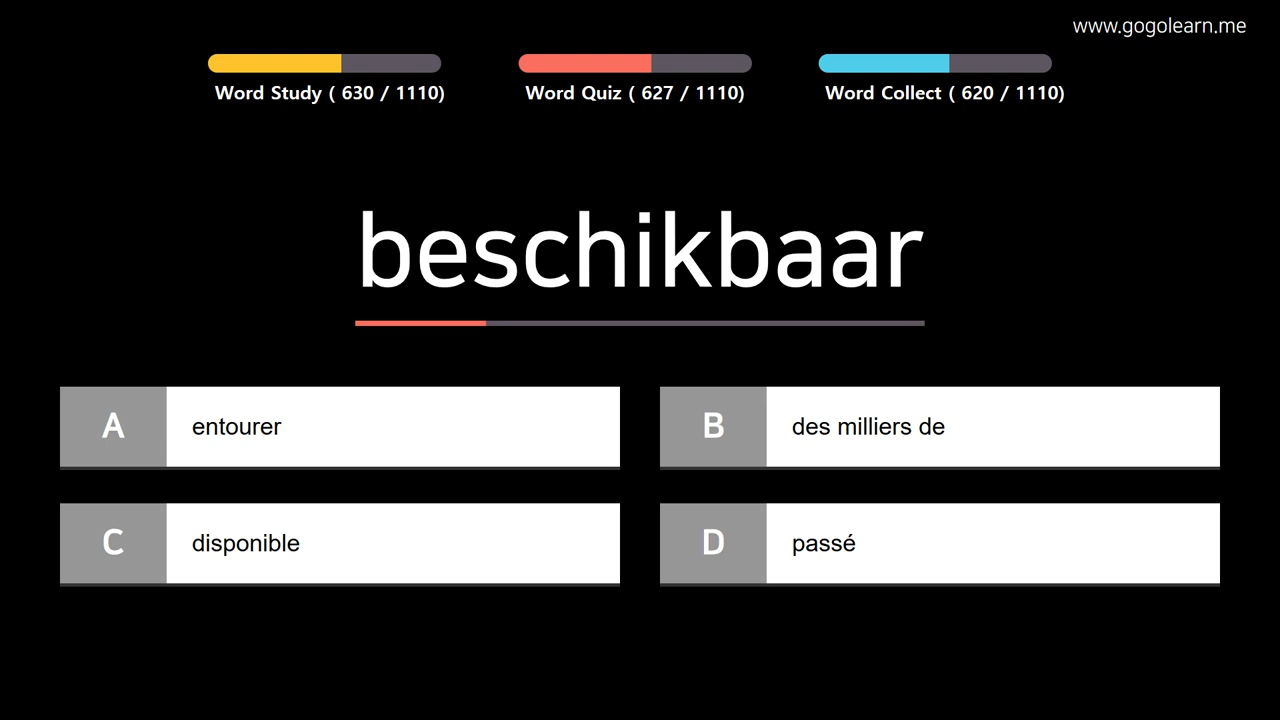 www.gogolearn.me
Word Study ( 630 / 1110)
Word Quiz ( 627 / 1110)
Word Collect ( 620 / 1110)
beschikbaar
A entourer
B des milliers de
C disponible
D passé